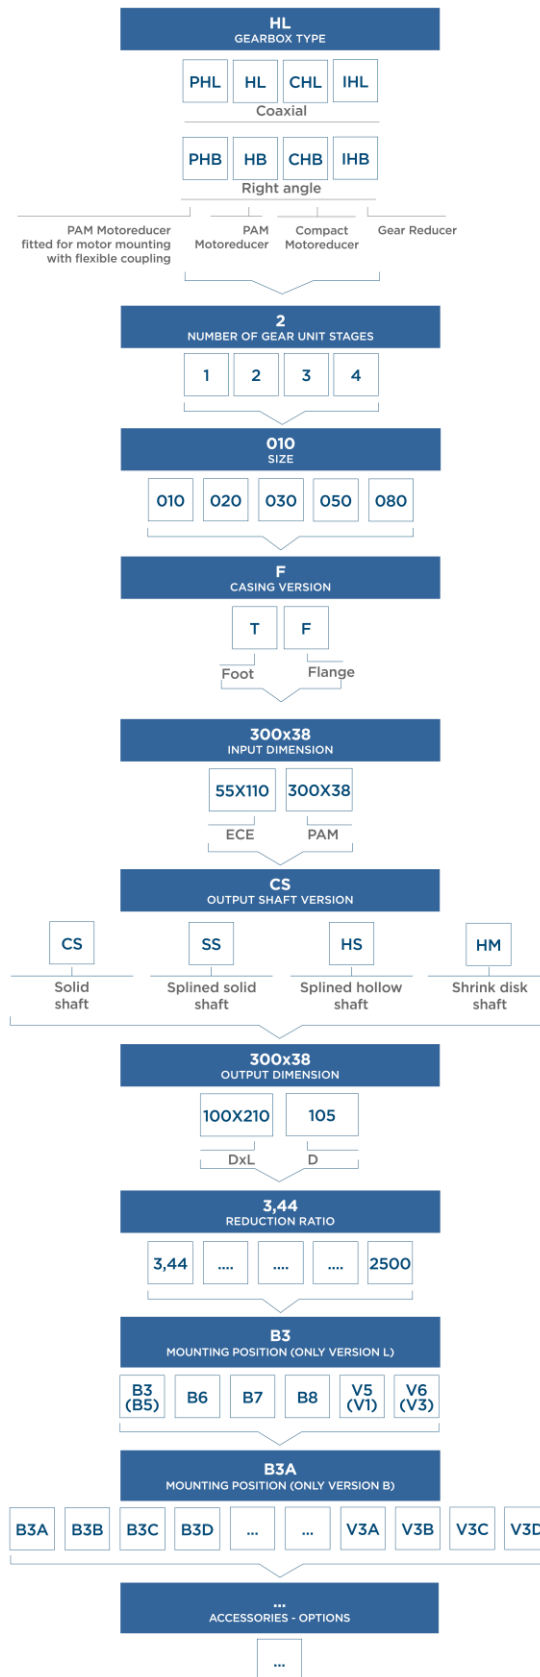 HL
GEARBOX TYPE
PHL HL CHL IHL
Coaxial
PHB HB CHB IHB
Right angle
PAM Motoreducer
fitted for motor mounting
with flexible coupling
PAM
Motoreducer
Compact
Motoreducer
Gear Reducer
2
NUMBER OF GEAR UNIT STAGES
1 2 3 4
010
SIZE
010 020 030 050 080
F
CASING VERSION
T F
Foot Flange
300x38
INPUT DIMENSION
55X110 300X38
ECE PAM
CS
OUTPUT SHAFT VERSION
CS SS HS HM
Solid
shaft
Splined solid
shaft
Splined hollow
shaft
Shrink disk
shaft
300x38
OUTPUT DIMENSION
100X210 105
DxL D
3,44
REDUCTION RATIO
3,44 .... .... .... 2500
B3
MOUNTING POSITION (ONLY VERSION L)
B3
(B5)
B6 B7 B8
V5
(V1)
V6
(V3)
B3A
MOUNTING POSITION (ONLY VERSION B)
B3A B3B B3C B3D ... ... V3A V3B V3C V3D
...
ACCESSORIES - OPTIONS
...